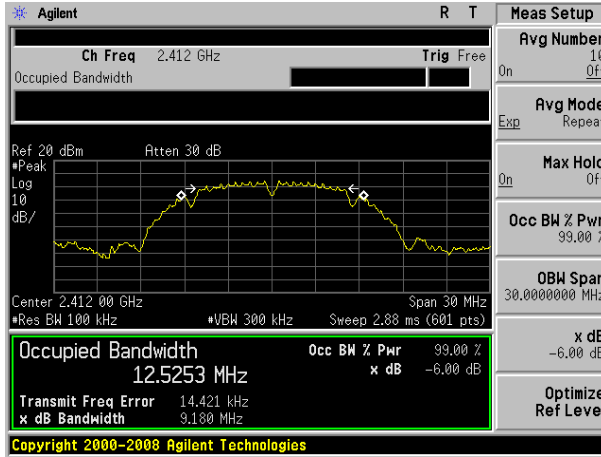 Agilent R T
Ch Freq 2.412 GHz Trig Free
Occupied Bandwidth
Ref 20 dBm Atten 30 dB
#Peak
Log
10
dB/
Center 2.412 00 GHz Span 30 MHz
#Res BW 100 kHz #VBW 300 kHz Sweep 2.88 ms (601 pts)
Occupied Bandwidth Occ BW % Pwr 99.00 %
12.5253 MHz x dB -6.00 dB
Transmit Freq Error 14.421 kHz
x dB Bandwidth 9.180 MHz
Copyright 2000-2008 Agilent Technologies
Meas Setup
Avg Number
10
On Of
Avg Mode
Exp Repea
Max Hold
On Of
Occ BW % Pwr
99.00 %
OBW Span
30.0000000 MHz
x dB
-6.00 dB
Optimize
Ref Leve